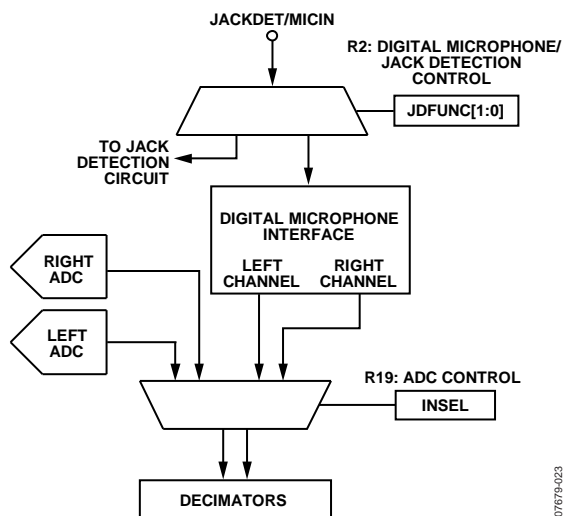 JACKDET/MICIN
R2: DIGITAL MICROPHONE/
JACK DETECTION
CONTROL
JDFUNC[1:0]
TO JACK
DETECTION
CIRCUIT
DIGITAL MICROPHONE
INTERFACE
LEFT
CHANNEL
RIGHT
CHANNEL
RIGHT
ADC
LEFT
ADC
R19: ADC CONTROL
INSEL
DECIMATORS
07679-023